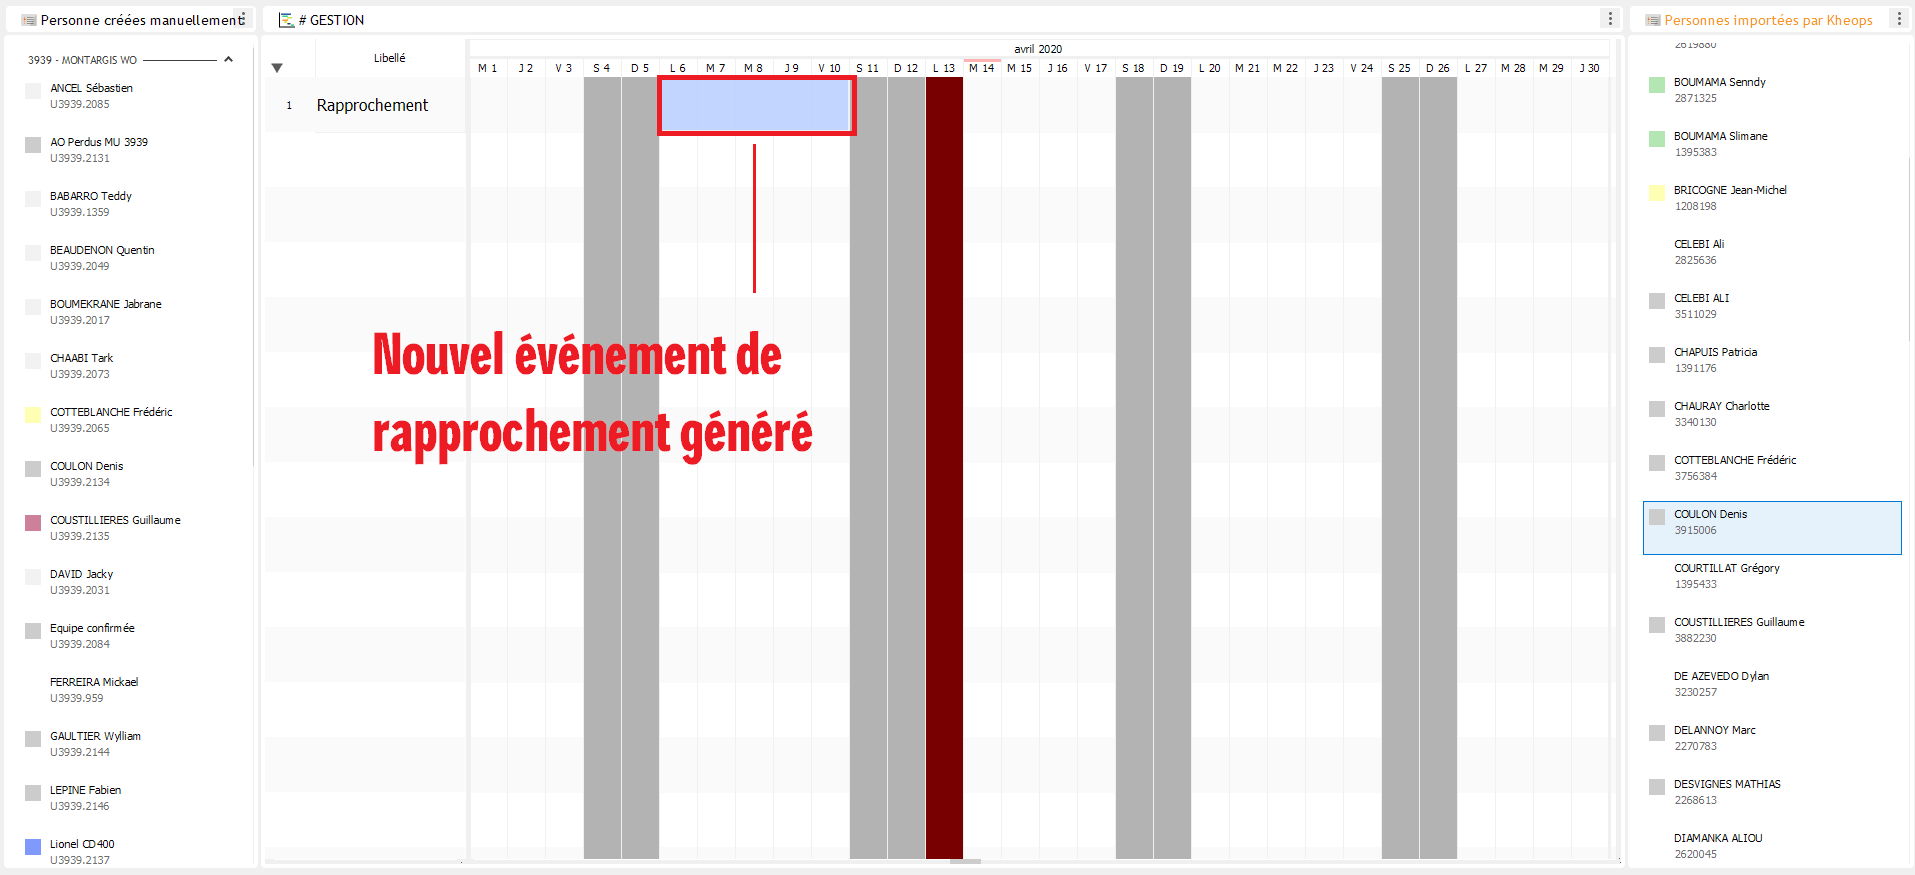 Personne créées manuellement
3939 - MONTARGIS WO
ANCEL Sébastien
U3939.2085
AO Perdus MU 3939
U3939.2131
BABARRO Teddy
U3939.1359
BEAUDENON Quentin
U3939.2049
BOUMEKRANE Jabrane
U3939.2017
CHAABI Tark
U3939.2073
COTTEBLANCHE Frédéric
U3939.2065
COULON Denis
U3939.2134
COUSTILLIERES Guillaume
U3939.2135
DAVID Jacky
U3939.2031
Equipe confirmée
U3939.2084
FERREIRA Mickael
U3939.959
GAULTIER Wylliam
U3939.2144
LEPINE Fabien
U3939.2146
Lionel CD400
U3939.2137
# GESTION
Libellé
avril 2020
M 1 J 2 V 3 S 4 D 5 L 6 M 7 M 8 J 9 V 10 S 11 D 12 L 13 M 14 M 15 J 16 V 17 S 18 D 19 L 20 M 21 M 22 J 23 V 24 S 25 D 26 L 27 M 28 M 29 J 30
1 Rapprochement
Nouvel événement de
rapprochement généré
Personnes importées par Kheops
2619880
BOUMAMA Senndy
2871325
BOUMAMA Slimane
1395383
BRICOGNE Jean-Michel
1208198
CELEBI Ali
2825636
CELEBI ALI
3511029
CHAPUIS Patricia
1391176
CHAURAY Charlotte
3340130
COTTEBLANCHE Frédéric
3756384
COULON Denis
3915006
COURTILLAT Grégory
1395433
COUSTILLIERES Guillaume
3882230
DE AZEVEDO Dylan
3230257
DELANNOY Marc
2270783
DESVIGNES MATHIAS
2268613
DIAMANKA ALIOU
2620045